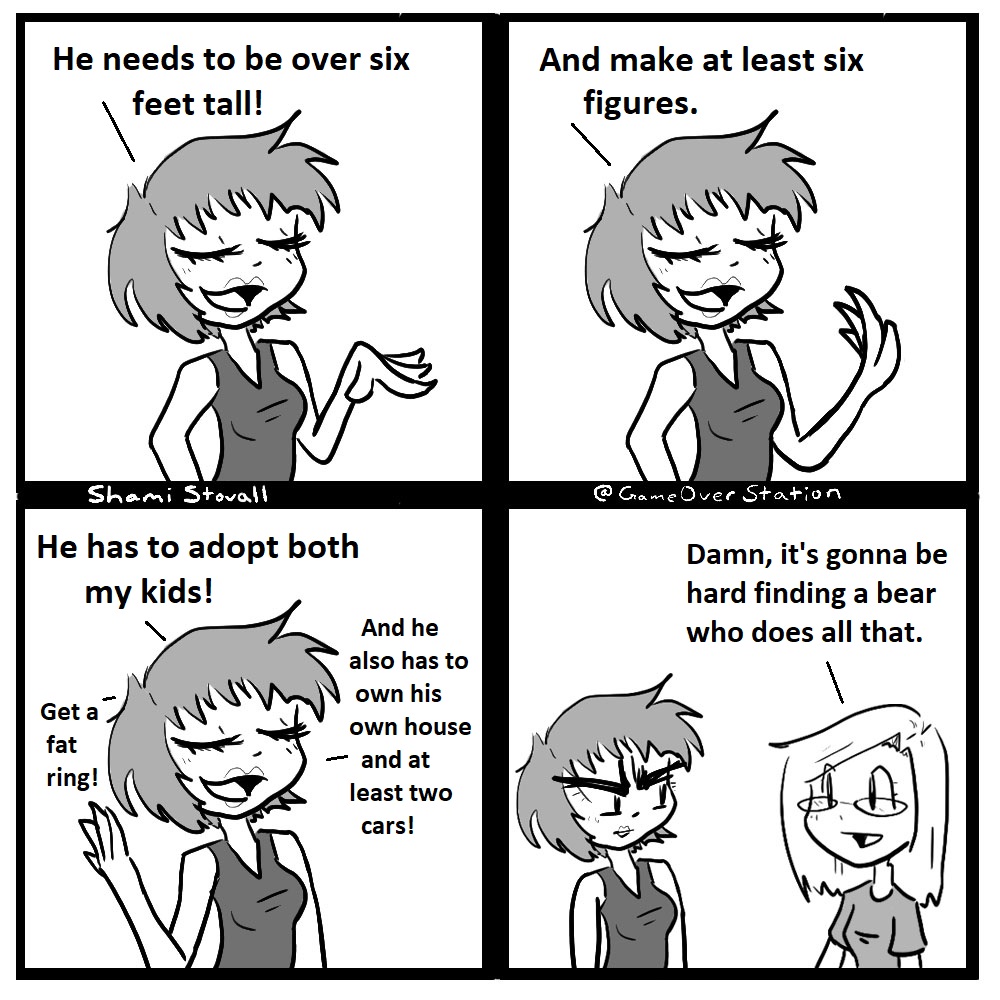 He needs to be over six
feet tall!
And make at least six
figures.
Shami Stovall
@GameOverStation
He has to adopt both
my kids!
Get a
fat
ring!
And he
also has to
own his
own house
and at
least two
cars!
Damn, it's gonna be
hard finding a bear
who does all that.